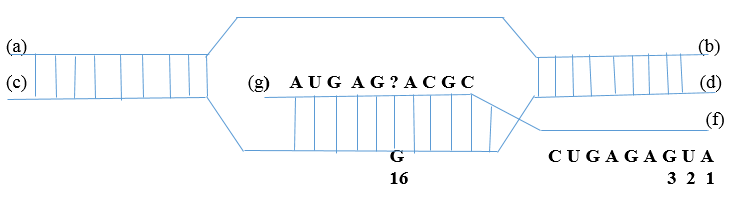 (a) (b)
(c) (g) A U G A G ? A C G C (d)
(f)
G C U G A G A G U A
16 3 2 1